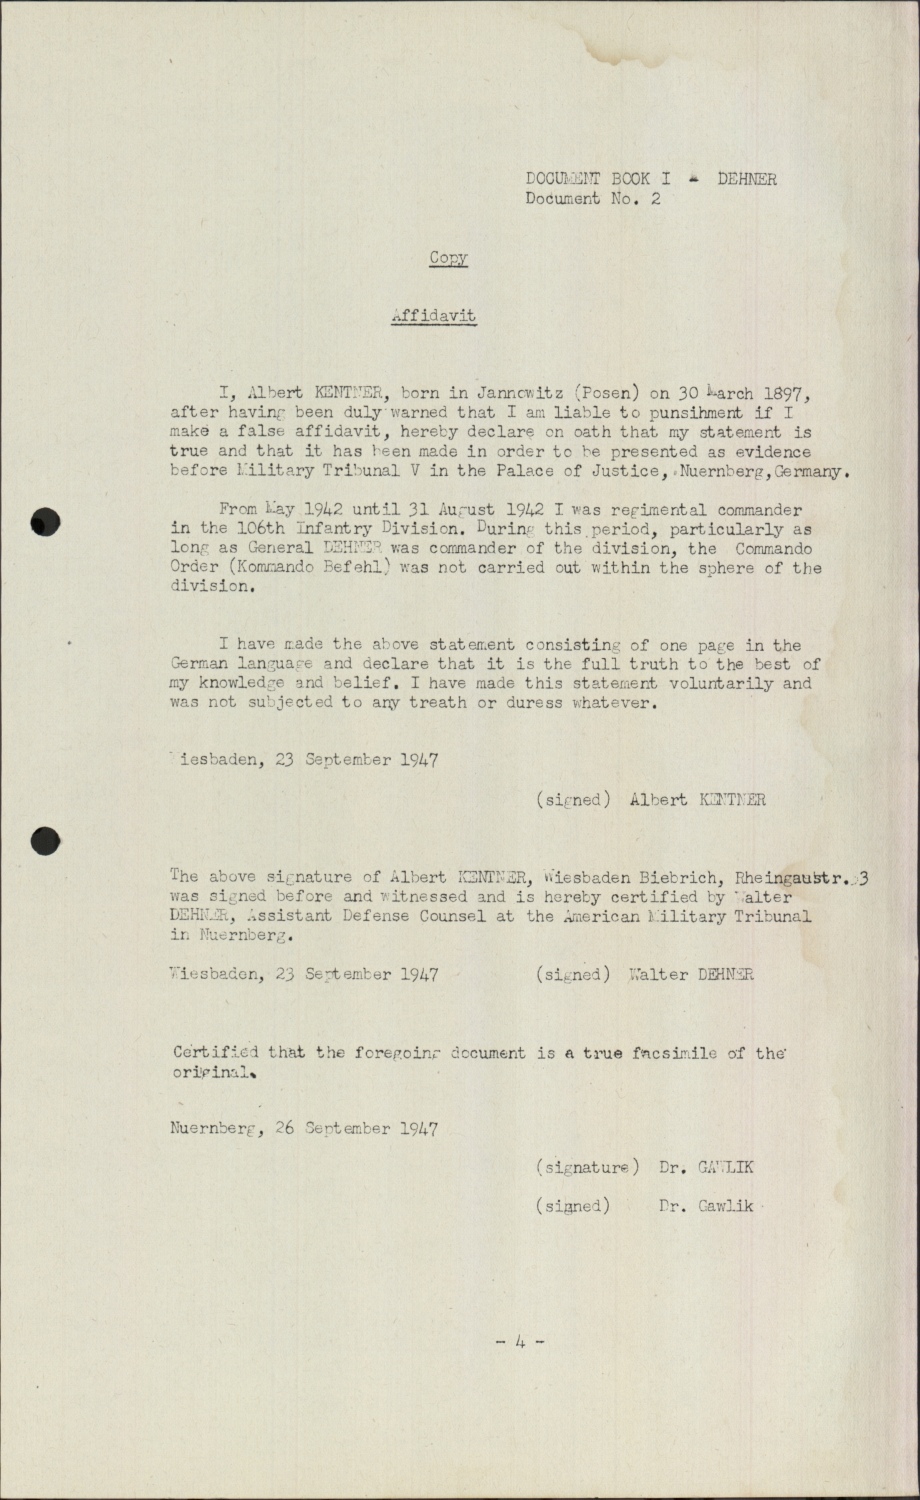 DOCUMENT BOOK I - DEHNER
Document No. 2
Copy
Affidavit
I, Albert KENTNER, born in Jannowitz (Posen) on 30 March 1897,
after having been duly warned that I am liable to punsihment if I
make a false affidavit, hereby declare on oath that my statement is
true and that it has been made in order to be presented as evidence
before Military Tribunal V in the Palace of Justice, Nuernberg, Germany.
From May 1942 until 31 August 1942 I was regimental commander
in the 106th Infantry Division. During this period, particularly as
long as General DEHNER was commander of the division, the Commando
Order (Kommando Befehl) was not carried out within the sphere of the
division.
I have made the above statement consisting of one page in the
German language and declare that it is the full truth to the best of
my knowledge and belief. I have made this statement voluntarily and
was not subjected to any treath or duress whatever.
Wiesbaden, 23 September 1947
(signed) Albert KENTNER
The above signature of Albert KENTNER, Wiesbaden Biebrich, Rheingaustr. 3
was signed before and witnessed and is hereby certified by Walter
DEHNER, Assistant Defense Counsel at the American Military Tribunal
in Nuernberg.
Wiesbaden, 23 September 1947 (signed) Walter DEHNER
Certified that the foregoing document is a true facsimile of the
original.
Nuernberg, 26 September 1947
(signature) Dr. GAWLIK
(signed) Dr. Gawlik
- 4 -